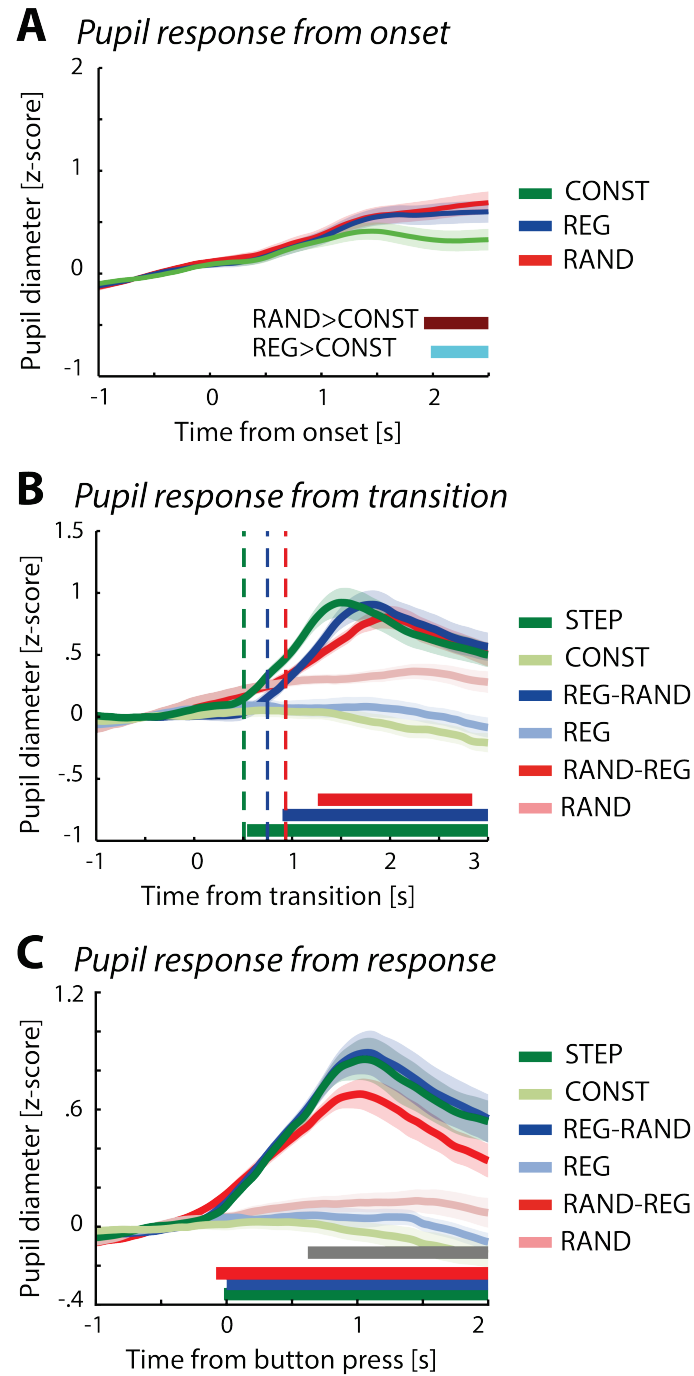 A Pupil response from onset
2
1
0
-1
Pupil diameter [z-score]
CONST
REG
RAND
RAND>CONST
REG>CONST
-1 0 1 2
Time from onset [s]
B Pupil response from transition
1.5
1
.5
0
-.5
-1
Pupil diameter [z-score]
STEP
CONST
REG-RAND
REG
RAND-REG
RAND
-1 0 1 2 3
Time from transition [s]
C Pupil response from response
1.2
.6
0
-.4
Pupil diameter [z-score]
STEP
CONST
REG-RAND
REG
RAND-REG
RAND
-1 0 1 2
Time from button press [s]